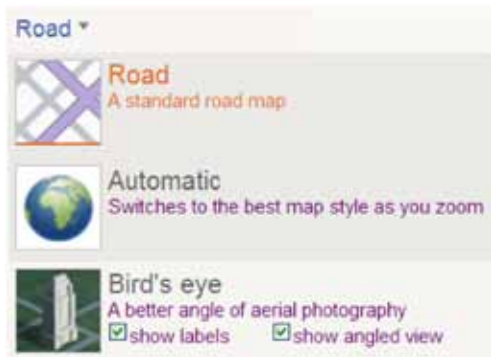 Road
Road
A standard road map
Automatic
Switches to the best map style as you zoom
Bird's eye
A better angle of aerial photography
show labels show angled view